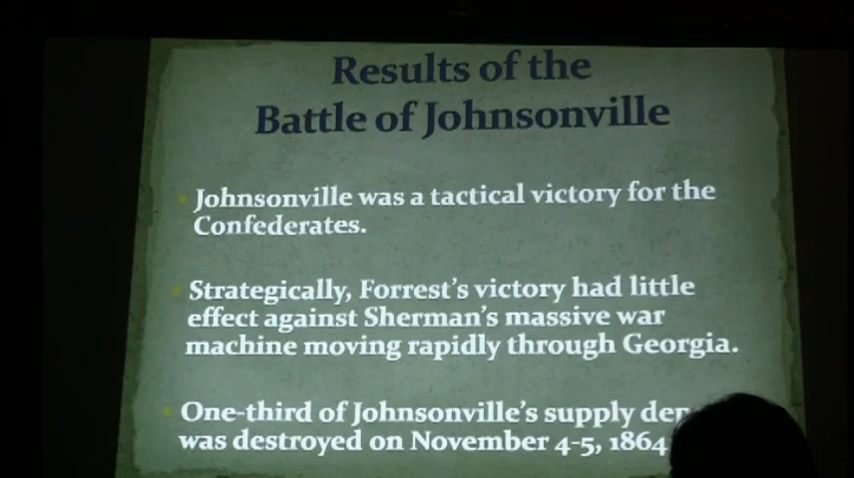 Results of the
Battle of Johnsonville
Johnsonville was a tactical victory for the
Confederates.
Strategically, Forrest's victory had little
effect against Sherman's massive war
machine moving rapidly through Georgia.
One-third of Johnsonville's supply
was destroyed on November 4-5, 1864